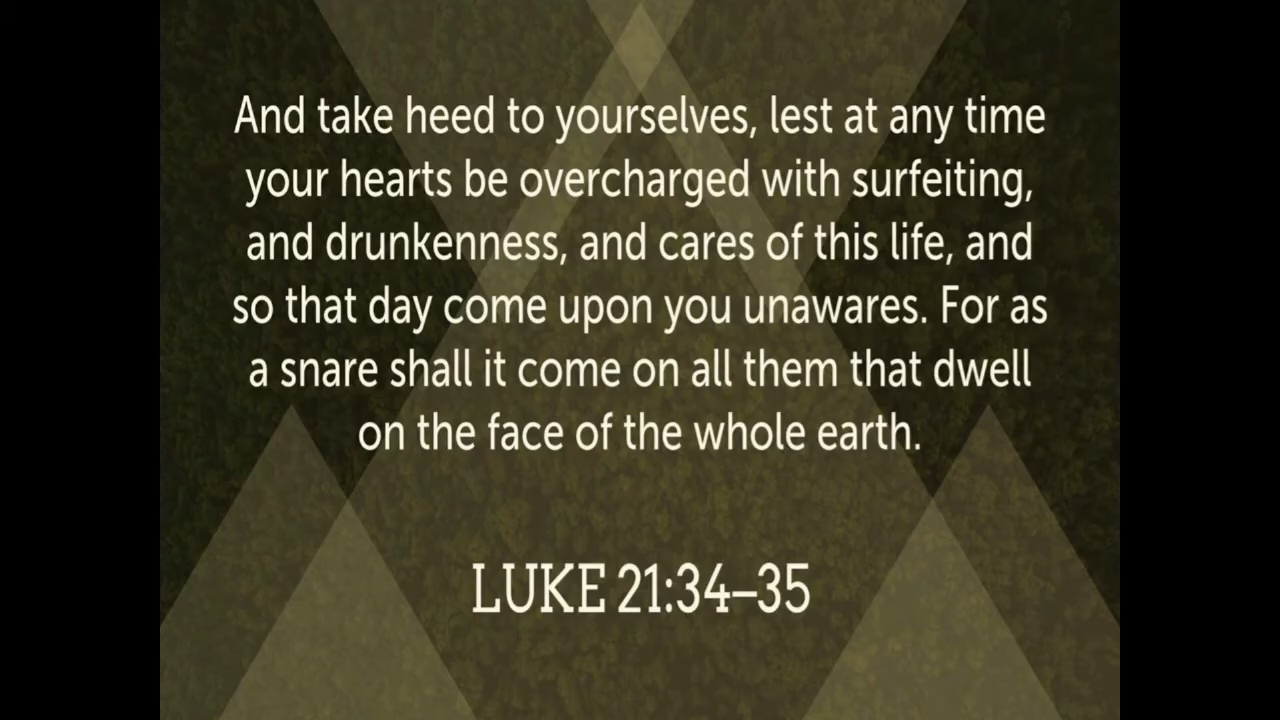 And take heed to yourselves, lest at any time
your hearts be overcharged with surfeiting,
and drunkenness, and cares of this life, and
so that day come upon you unawares. For as
a snare shall it come on all them that dwell
on the face of the whole earth.
LUKE 21:34–35